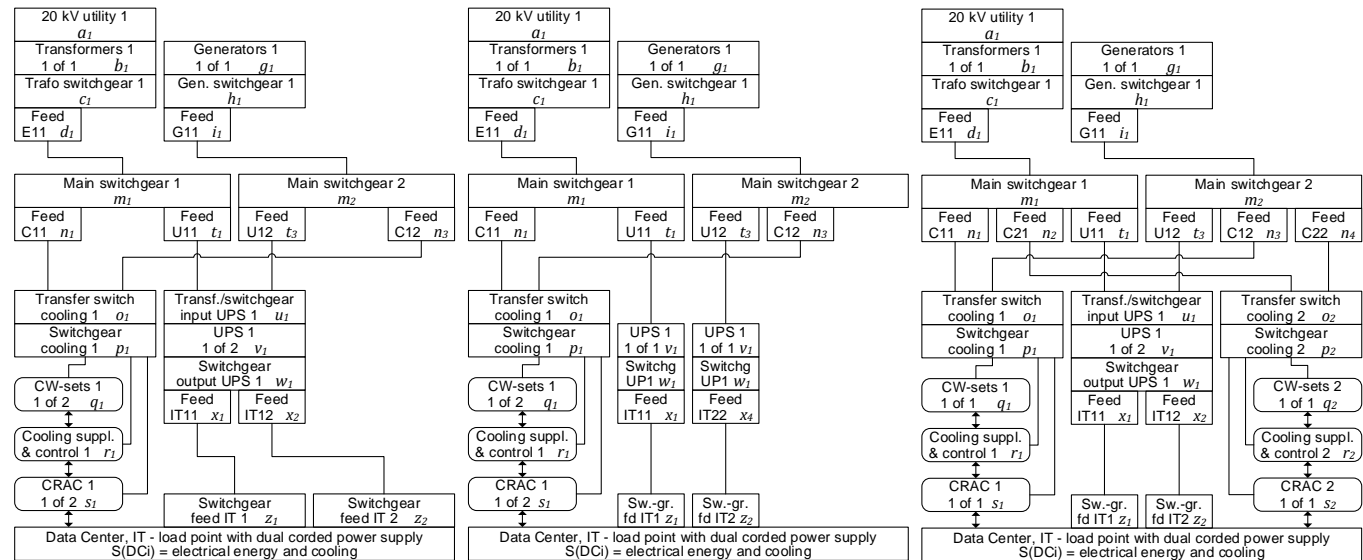 20 kV utility 1
a1
Transformers 1
1 of 1 b1
Trafo switchgear 1
c1
Feed
E11 d1
Generators 1
1 of 1 g1
Gen. switchgear 1
h1
Feed
G11 i1
Main switchgear 1
m1
Main switchgear 2
m2
Feed
C11 n1
Feed
U11 t1
Feed
U12 t3
Feed
C12 n3
Transfer switch
cooling 1 o1
Switchgear
cooling 1 p1
Transf./switchgear
input UPS 1 u1
UPS 1
1 of 2 v1
Switchgear
output UPS 1 w1
Feed
IT11 x1
Feed
IT12 x2
CW-sets 1
1 of 2 q1
Cooling suppl.
& control 1 r1
CRAC 1
1 of 2 s1
Switchgear
feed IT 1 z1
Switchgear
feed IT 2 z2
Data Center, IT - load point with dual corded power supply
S(DCi) = electrical energy and cooling
20 kV utility 1
a1
Transformers 1
1 of 1 b1
Trafo switchgear 1
c1
Feed
E11 d1
Generators 1
1 of 1 g1
Gen. switchgear 1
h1
Feed
G11 i1
Main switchgear 1
m1
Main switchgear 2
m2
Feed
C11 n1
Feed
U11 t1
Feed
U12 t3
Feed
C12 n3
Transfer switch
cooling 1 o1
Switchgear
cooling 1 p1
UPS 1
1 of 1 v1
Switchg
UP1 w1
Feed
IT11 x1
UPS 1
1 of 1 v1
Switchg
UP1 w1
Feed
IT22 x4
CW-sets 1
1 of 2 q1
Cooling suppl.
& control 1 r1
CRAC 1
1 of 2 s1
Sw.-gr.
fd IT1 z1
Sw.-gr.
fd IT2 z2
Data Center, IT - load point with dual corded power supply
S(DCi) = electrical energy and cooling
20 kV utility 1
a1
Transformers 1
1 of 1 b1
Trafo switchgear 1
c1
Feed
E11 d1
Generators 1
1 of 1 g1
Gen. switchgear 1
h1
Feed
G11 i1
Main switchgear 1
m1
Main switchgear 2
m2
Feed
C11 n1
Feed
C21 n2
Feed
U11 t1
Feed
U12 t3
Feed
C12 n3
Feed
C22 n4
Transfer switch
cooling 1 o1
Switchgear
cooling 1 p1
Transf./switchgear
input UPS 1 u1
UPS 1
1 of 2 v1
Switchgear
output UPS 1 w1
Feed
IT11 x1
Feed
IT12 x2
Transfer switch
cooling 2 o2
Switchgear
cooling 2 p2
CW-sets 1
1 of 1 q1
Cooling suppl.
& control 1 r1
CRAC 1
1 of 1 s1
CW-sets 2
1 of 1 q2
Cooling suppl.
& control 2 r2
CRAC 2
1 of 1 s2
Sw.-gr.
fd IT1 z1
Sw.-gr.
fd IT2 z2
Data Center, IT - load point with dual corded power supply
S(DCi) = electrical energy and cooling